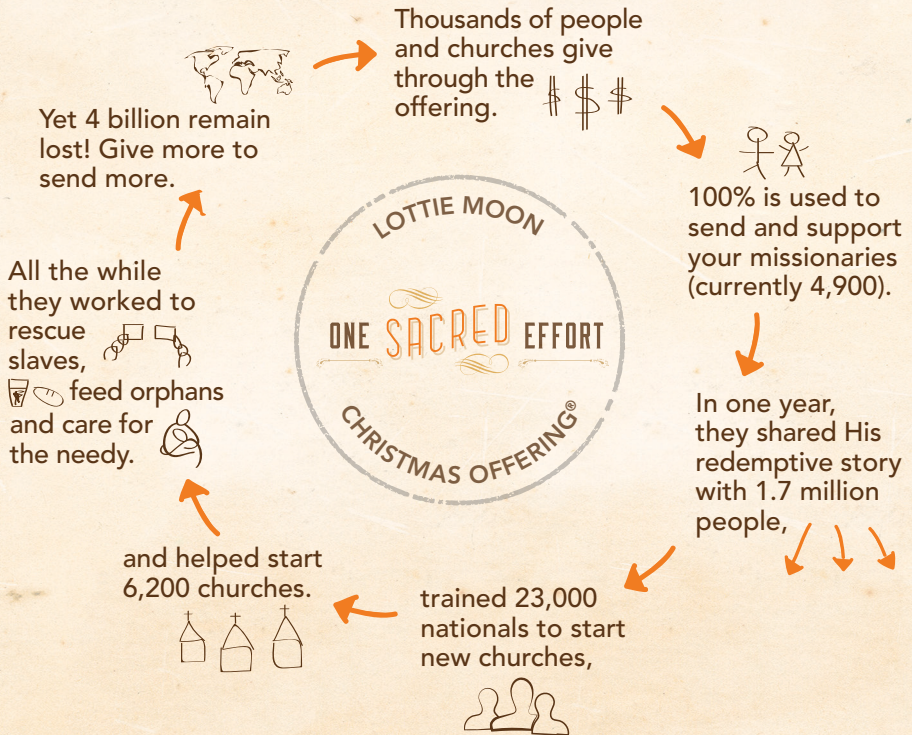 Thousands of people
and churches give
through the
offering.
100% is used to
send and support
your missionaries
(currently 4,900).
In one year,
they shared His
redemptive story
with 1.7 million
people,
trained 23,000
nationals to start
new churches,
and helped start
6,200 churches.
All the while
they worked to
rescue
slaves,
feed orphans
and care for
the needy.
Yet 4 billion remain
lost! Give more to
send more.
LOTTIE MOON
ONE SACRED EFFORT
CHRISTMAS OFFERING®